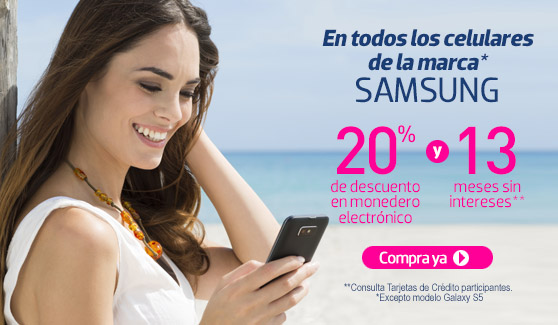 En todos los celulares
de la marca*
SAMSUNG
20% y 13
de descuento
en monedero
electrónico
meses sin
intereses**
Compra ya
**Consulta Tarjetas de Crédito participantes.
*Excepto modelo Galaxy S5